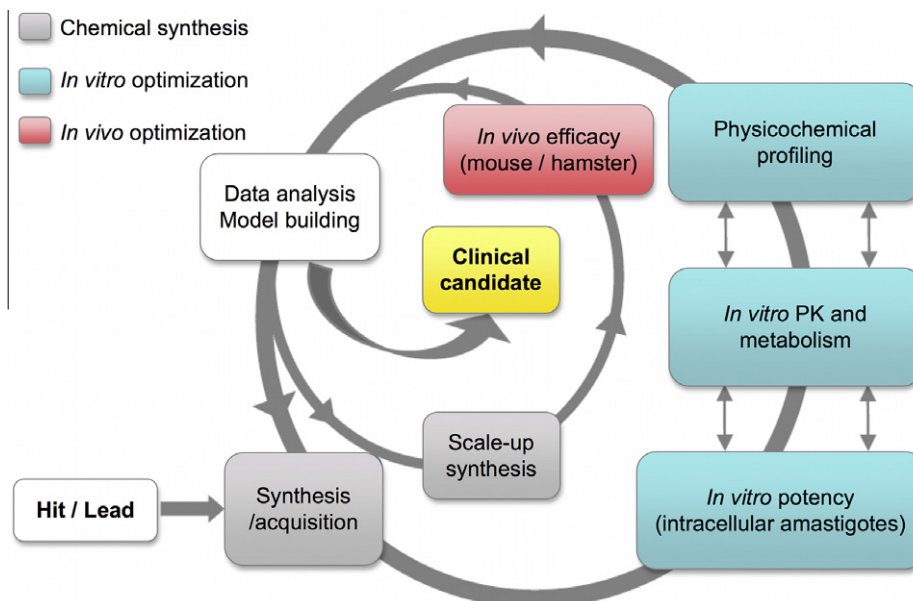 Chemical synthesis
In vitro optimization
In vivo optimization
Data analysis
Model building
In vivo efficacy
(mouse / hamster)
Physicochemical
profiling
Clinical
candidate
In vitro PK and
metabolism
Scale-up
synthesis
Hit / Lead
Synthesis
/acquisition
In vitro potency
(intracellular amastigotes)